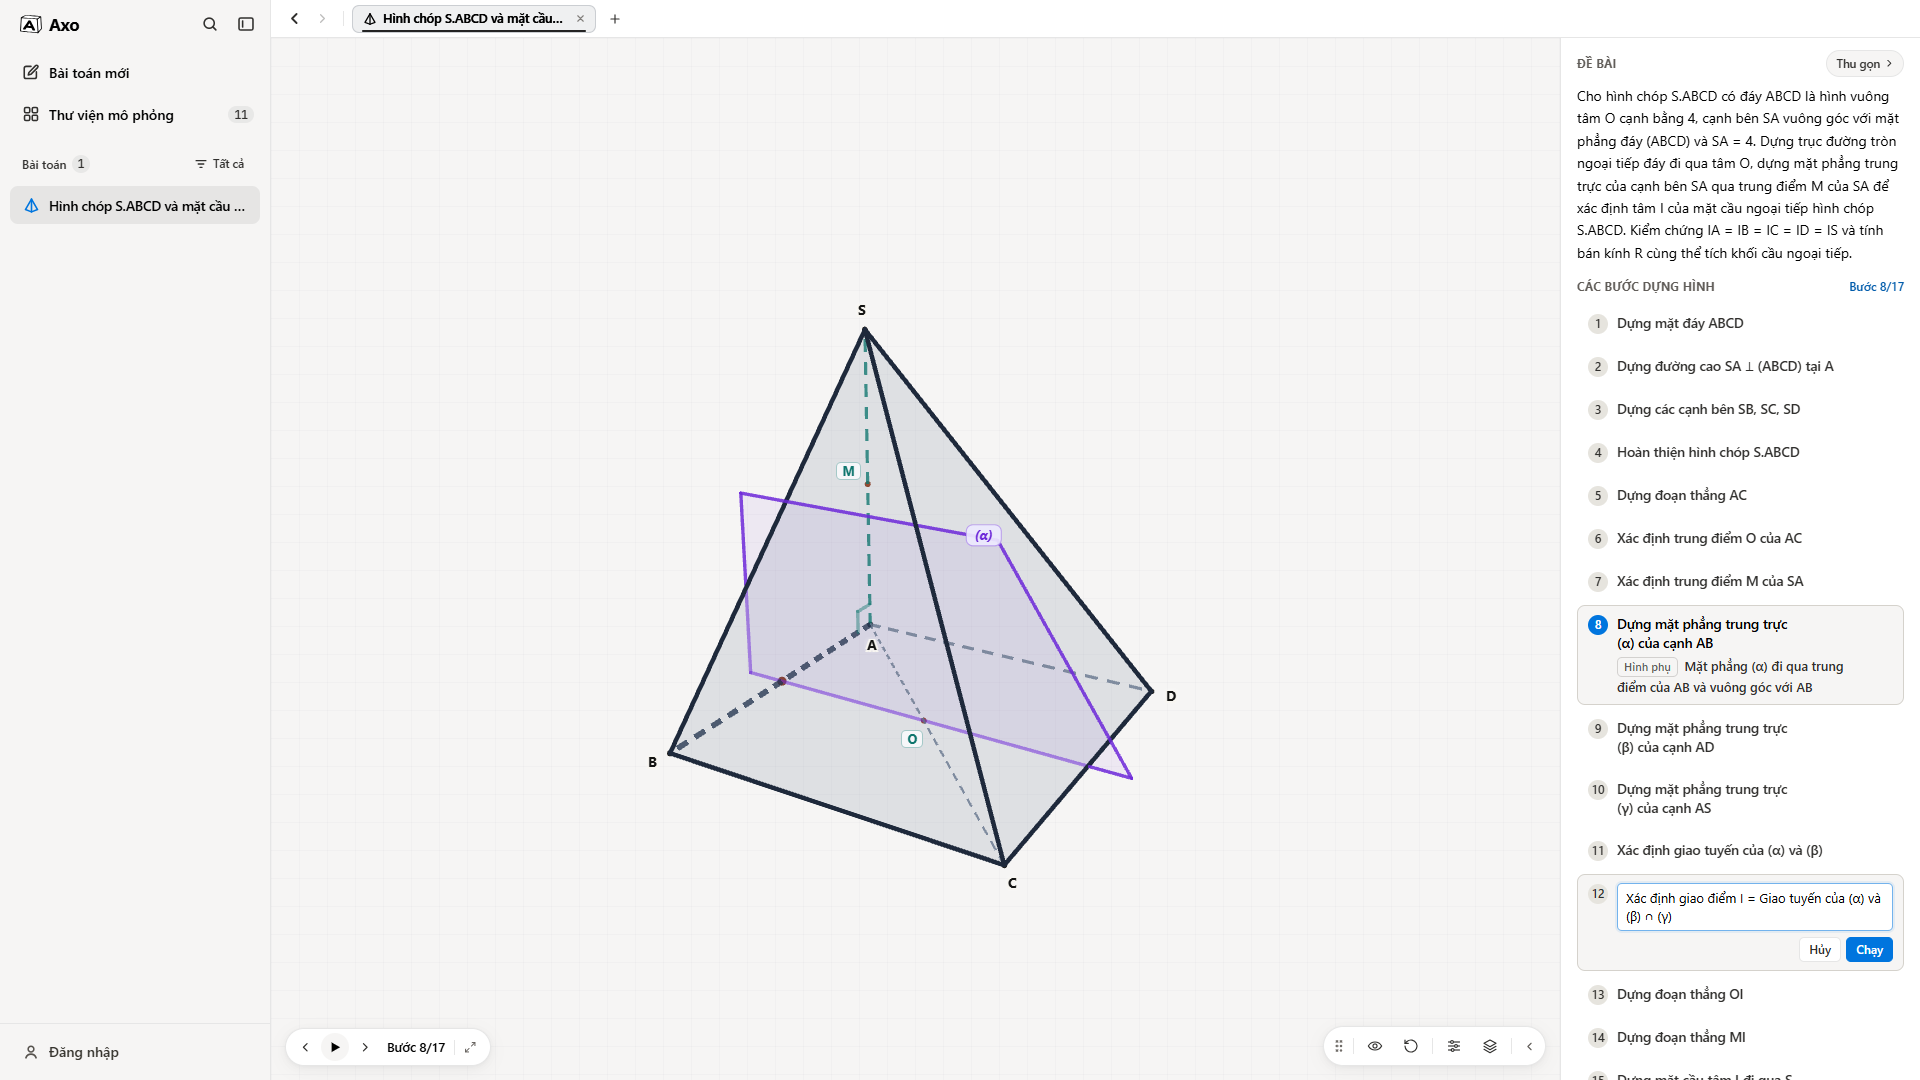 Axo
Bài toán mới
Thư viện mô phỏng
11
Bài toán 1
Tất cả
Hình chóp S.ABCD và mặt cầu ...
Đăng nhập
Hình chóp S.ABCD và mặt cầu...
S
M
(α)
A
D
O
B
C
Bước 8/17
ĐỀ BÀI
Thu gọn
Cho hình chóp S.ABCD có đáy ABCD là hình vuông
tâm O cạnh bằng 4, cạnh bên SA vuông góc với mặt
phẳng đáy (ABCD) và SA = 4. Dựng trục đường tròn
ngoại tiếp đáy đi qua tâm O, dựng mặt phẳng trung
trực của cạnh bên SA qua trung điểm M của SA để
xác định tâm I của mặt cầu ngoại tiếp hình chóp
S.ABCD. Kiểm chứng IA = IB = IC = ID = IS và tính
bán kính R cùng thể tích khối cầu ngoại tiếp.
CÁC BƯỚC DỰNG HÌNH
Bước 8/17
1 Dựng mặt đáy ABCD
2 Dựng đường cao SA ⊥ (ABCD) tại A
3 Dựng các cạnh bên SB, SC, SD
4 Hoàn thiện hình chóp S.ABCD
5 Dựng đoạn thẳng AC
6 Xác định trung điểm O của AC
7 Xác định trung điểm M của SA
8 Dựng mặt phẳng trung trực
(α) của cạnh AB
Hình phụ Mặt phẳng (α) đi qua trung
điểm của AB và vuông góc với AB
9 Dựng mặt phẳng trung trực
(β) của cạnh AD
10 Dựng mặt phẳng trung trực
(γ) của cạnh AS
11 Xác định giao tuyến của (α) và (β)
12 Xác định giao điểm I = Giao tuyến của (α) và
(β) ∩ (γ)
Hủy
Chạy
13 Dựng đoạn thẳng OI
14 Dựng đoạn thẳng MI
15 Dựng mặt cầu tâm I đi qua S